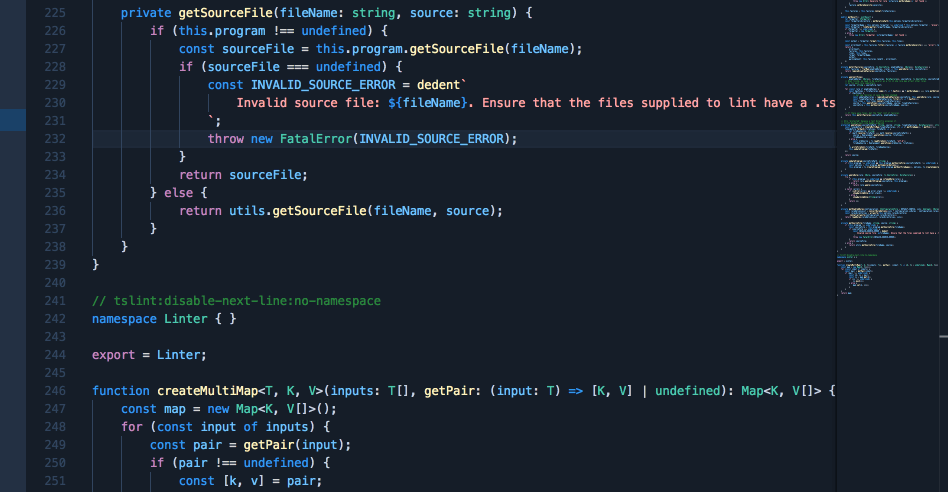 225 private getSourceFile(fileName: string, source: string) {
226 if (this.program !== undefined) {
227 const sourceFile = this.program.getSourceFile(fileName);
228 if (sourceFile === undefined) {
229 const INVALID_SOURCE_ERROR = dedent`
230 Invalid source file: ${fileName}. Ensure that the files supplied to lint have a .ts
231 `;
232 throw new FatalError(INVALID_SOURCE_ERROR);
233 }
234 return sourceFile;
235 } else {
236 return utils.getSourceFile(fileName, source);
237 }
238 }
239 }
240
241 // tslint:disable-next-line:no-namespace
242 namespace Linter { }
243
244 export = Linter;
245
246 function createMultiMap<T, K, V>(inputs: T[], getPair: (input: T) => [K, V] | undefined): Map<K, V[]> {
247 const map = new Map<K, V[]>();
248 for (const input of inputs) {
249 const pair = getPair(input);
250 if (pair !== undefined) {
251 const [k, v] = pair;